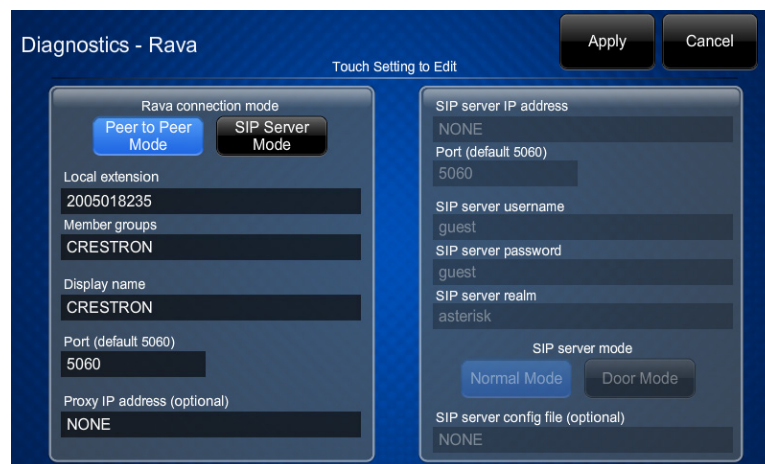 Diagnostics - Rava
Apply
Cancel
Touch Setting to Edit
Rava connection mode
Peer to Peer
Mode
SIP Server
Mode
Local extension
2005018235
Member groups
CRESTRON
Display name
CRESTRON
Port (default 5060)
5060
Proxy IP address (optional)
NONE
SIP server IP address
NONE
Port (default 5060)
5060
SIP server username
guest
SIP server password
guest
SIP server realm
asterisk
SIP server mode
Normal Mode
Door Mode
SIP server config file (optional)
NONE